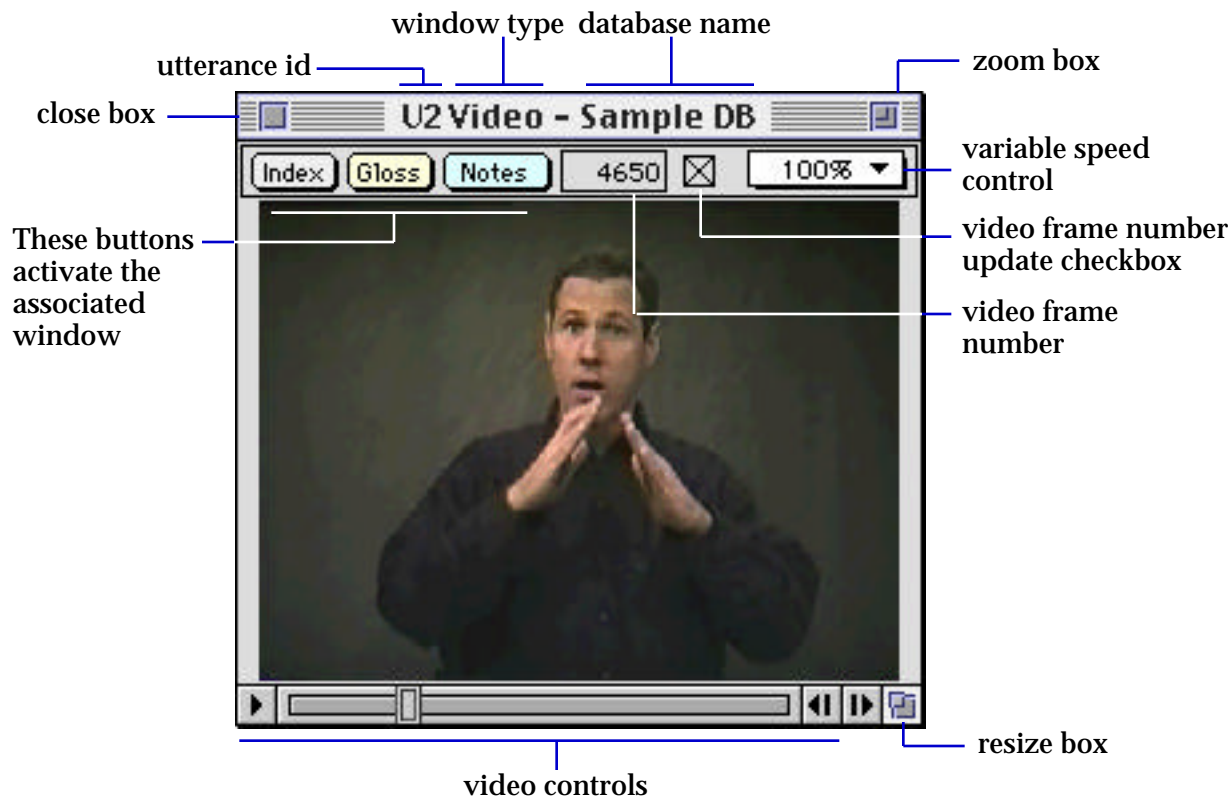 window type database name
utterance id
zoom box
close box
U2 Video - Sample DB
Index Gloss Notes 4650 100%
variable speed
control
These buttons
activate the
associated
window
video frame number
update checkbox
video frame
number
resize box
video controls